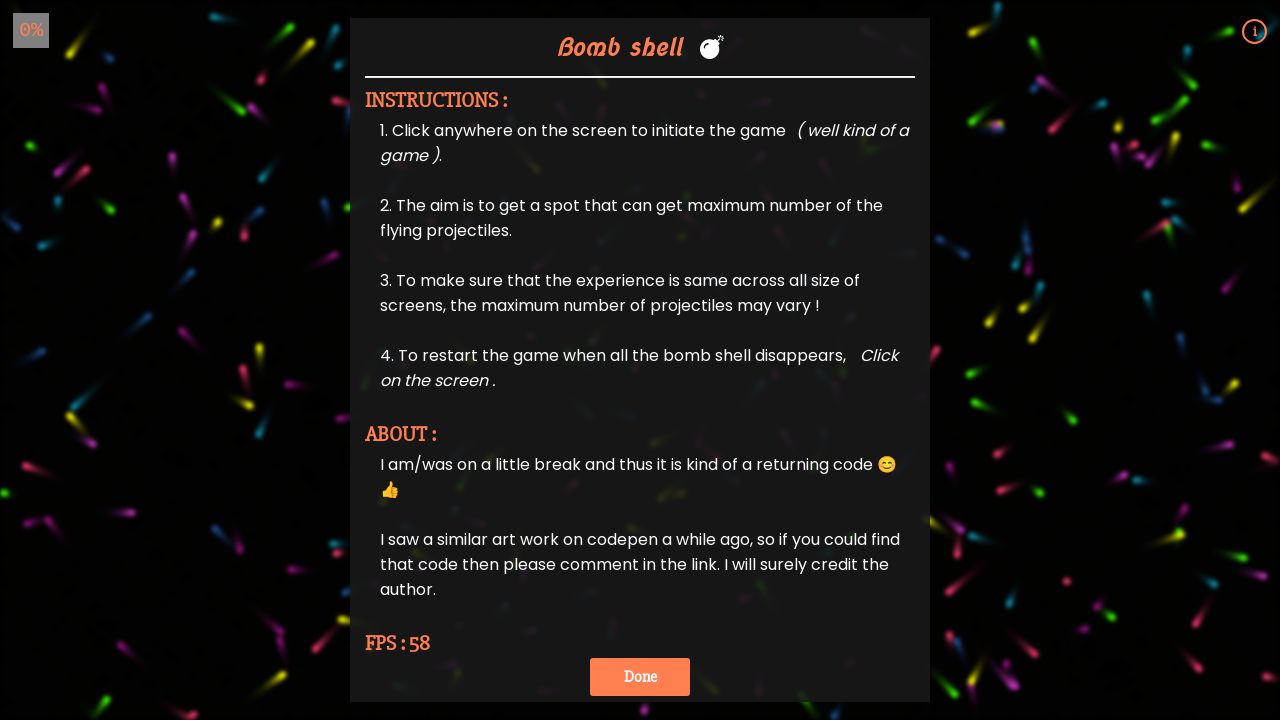 0%
i
Bomb shell 💣
INSTRUCTIONS :
1. Click anywhere on the screen to initiate the game ( well kind of a
game ).
2. The aim is to get a spot that can get maximum number of the
flying projectiles.
3. To make sure that the experience is same across all size of
screens, the maximum number of projectiles may vary !
4. To restart the game when all the bomb shell disappears, Click
on the screen .
ABOUT :
I am/was on a little break and thus it is kind of a returning code 😊
👍
I saw a similar art work on codepen a while ago, so if you could find
that code then please comment in the link. I will surely credit the
author.
FPS : 58
Done